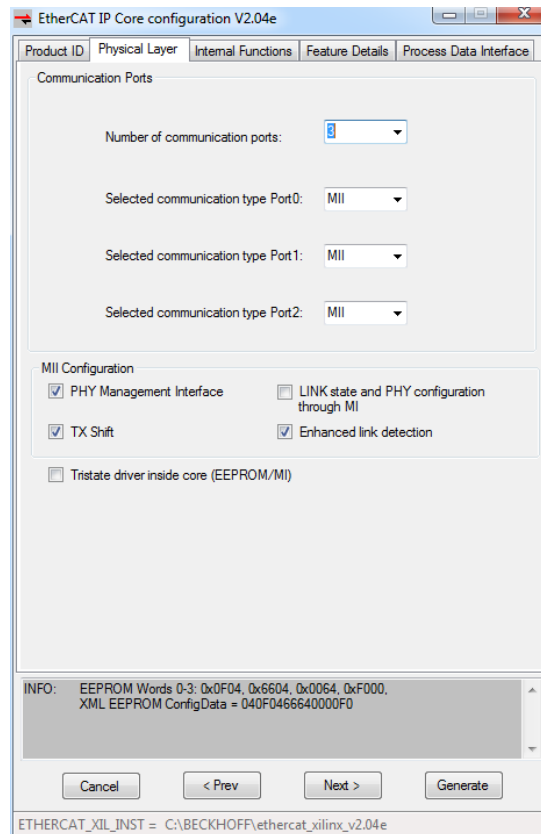 EtherCAT IP Core configuration V2.04e
Product ID Physical Layer Internal Functions Feature Details Process Data Interface
Communication Ports
Number of communication ports: 3
Selected communication type Port0: MII
Selected communication type Port1: MII
Selected communication type Port2: MII
MII Configuration
PHY Management Interface
LINK state and PHY configuration
through MI
TX Shift
Enhanced link detection
Tristate driver inside core (EEPROM/MI)
INFO: EEPROM Words 0-3: 0x0F04, 0x6604, 0x0064, 0xF000,
XML EEPROM ConfigData = 040F0466640000F0
Cancel < Prev Next > Generate
ETHERCAT_XIL_INST = C:\BECKHOFF\ethercat_xilinx_v2.04e